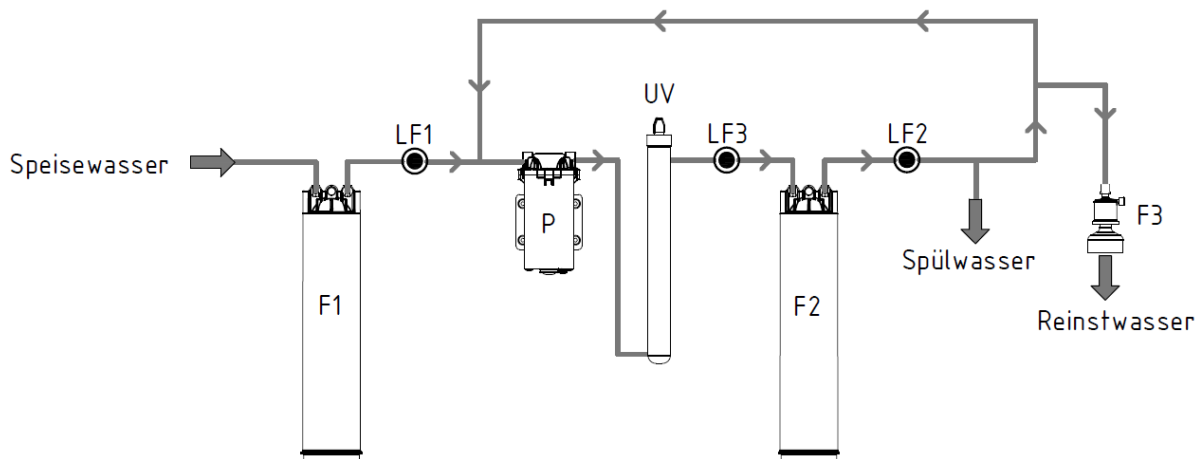 UV
LF1
LF3
LF2
Speisewasser
P
F3
F1
F2
Spülwasser
Reinstwasser